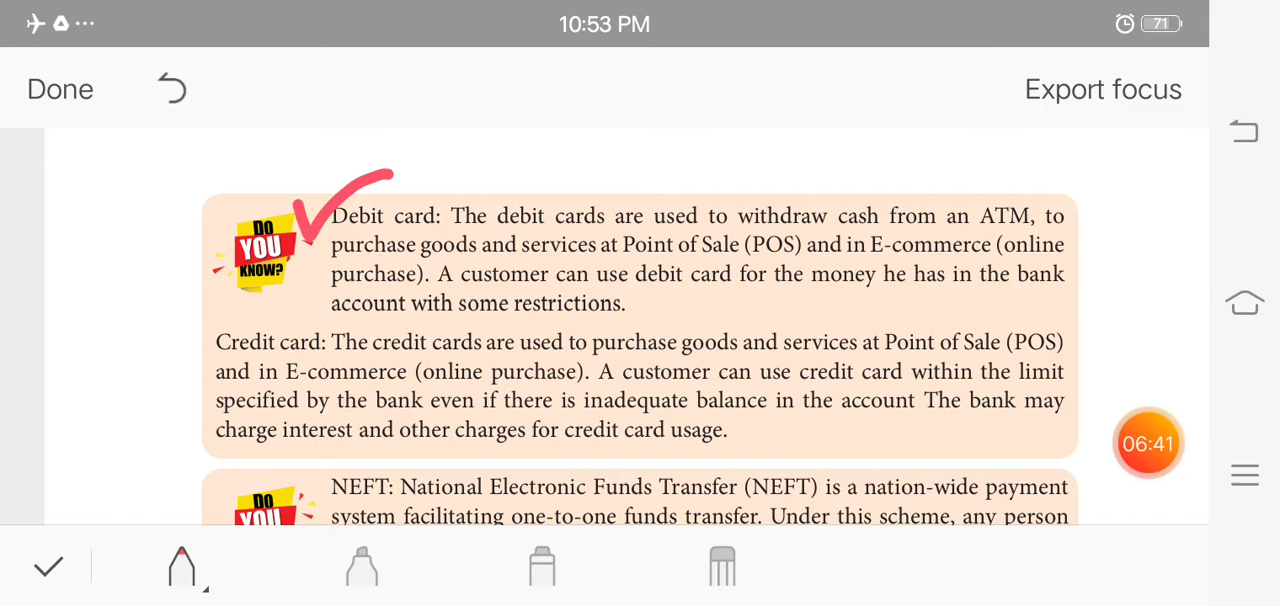 10:53 PM
71
Done
Export focus
DO
YOU
KNOW?
Debit card: The debit cards are used to withdraw cash from an ATM, to
purchase goods and services at Point of Sale (POS) and in E-commerce (online
purchase). A customer can use debit card for the money he has in the bank
account with some restrictions.
Credit card: The credit cards are used to purchase goods and services at Point of Sale (POS)
and in E-commerce (online purchase). A customer can use credit card within the limit
specified by the bank even if there is inadequate balance in the account The bank may
charge interest and other charges for credit card usage.
06:41
DO
YOU
NEFT: National Electronic Funds Transfer (NEFT) is a nation-wide payment
system facilitating one-to-one funds transfer. Under this scheme, any person